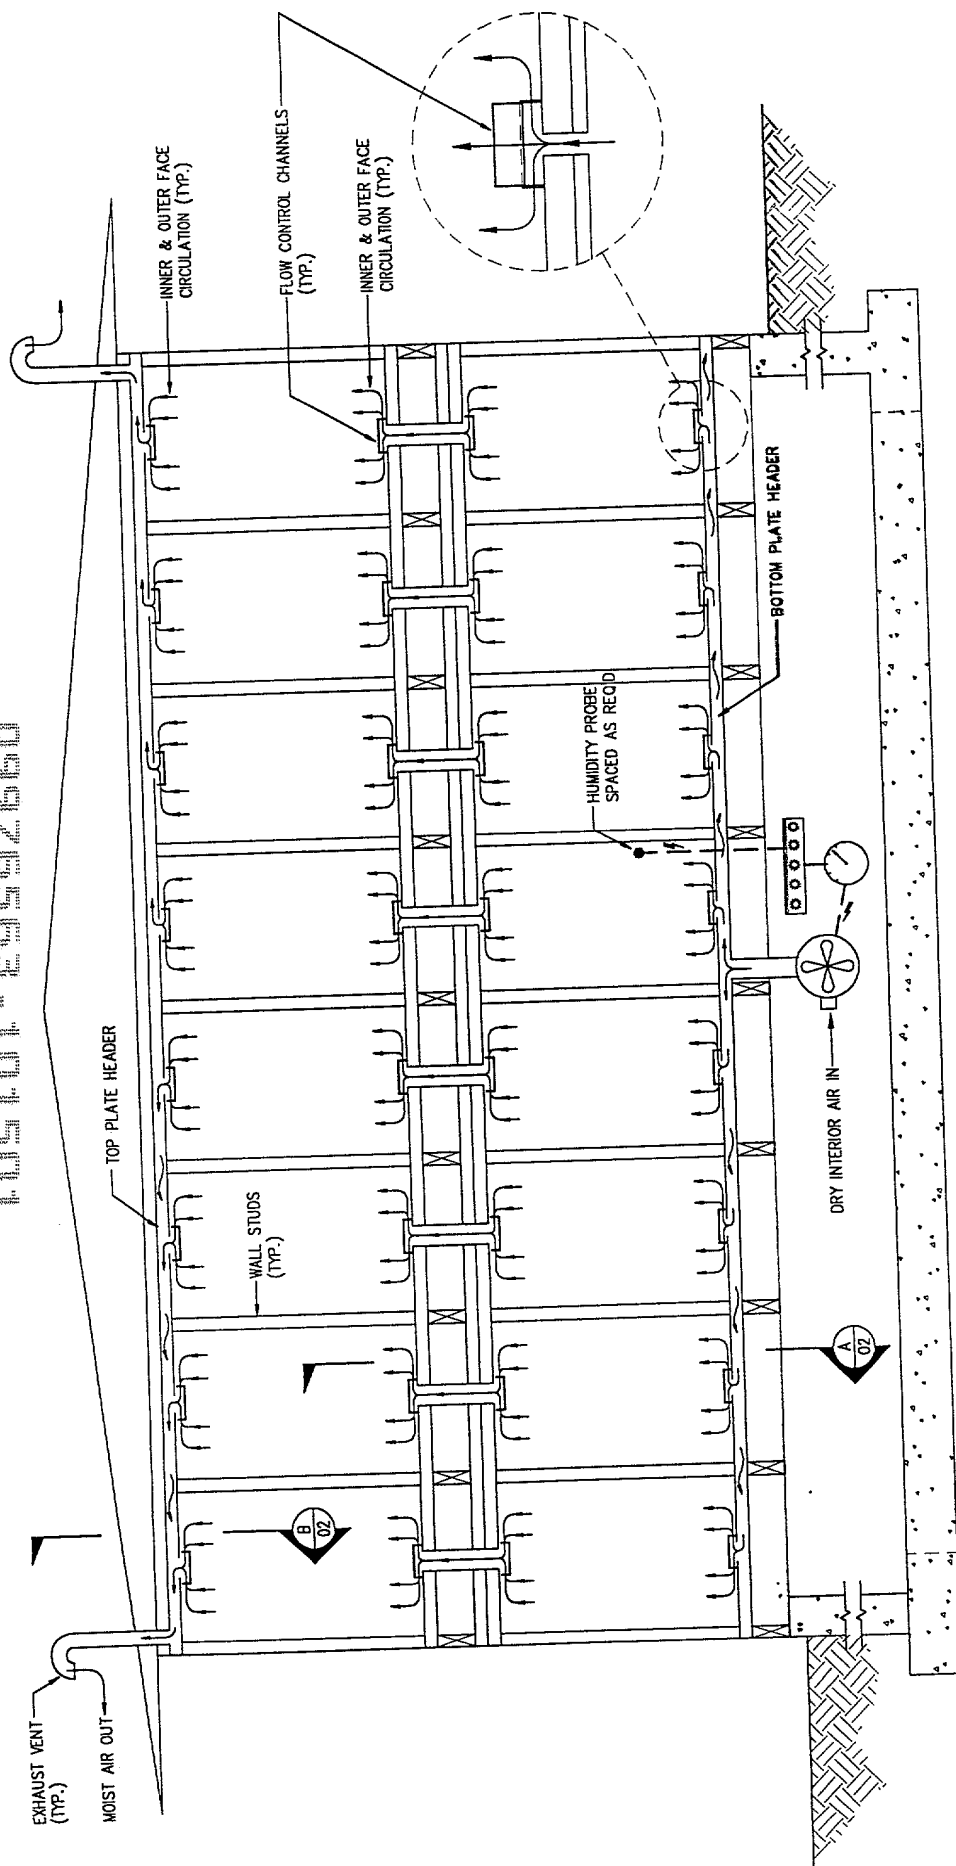 EXHAUST VENT
(TYP.)
MOIST AIR OUT
TOP PLATE HEADER
INNER & OUTER FACE
CIRCULATION (TYP.)
WALL STUDS
(TYP.)
FLOW CONTROL CHANNELS
(TYP.)
INNER & OUTER FACE
CIRCULATION (TYP.)
B
02
HUMIDITY PROBE
SPACED AS REQ'D
BOTTOM PLATE HEADER
DRY INTERIOR AIR IN
A
02